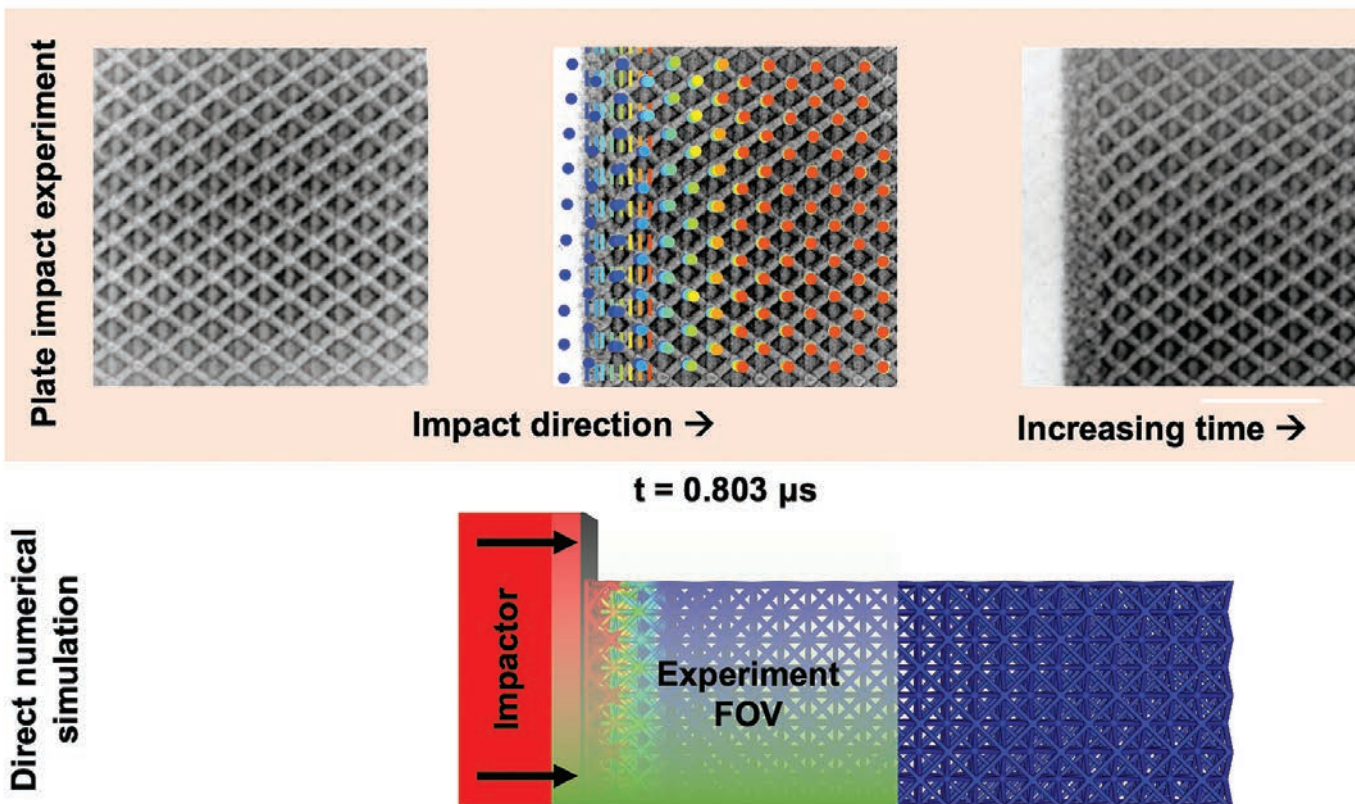 Plate impact experiment
Impact direction →
Increasing time →
t = 0.803 µs
Direct numerical
simulation
Impactor
Experiment
FOV